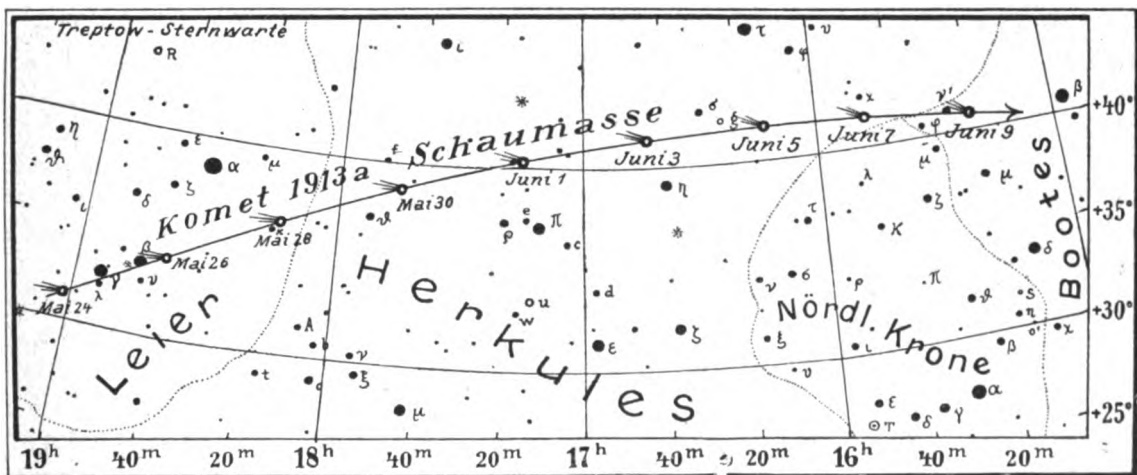 Treptow-Sternwarte
R
ι
τ
υ
φ
χ
ν'
β
+40°
η
ϑ
ε
α
μ
ζ
δ
Komet 1913a Schaumasse
Mai 24
Mai 26
Mai 28
Mai 30
Juni 1
Juni 3
Juni 5
Juni 7
Juni 9
σ
φ
μ
μ
λ
ζ
+35°
β
γ
λ
ν
ϑ
ρ
e
π
c
η
τ
κ
δ
Bootes
Leier
Herkules
Nördl. Krone
u
w
d
ε
ζ
ν
σ
ξ
ρ
π
ϑ
s
η
o'
χ
+30°
A
b
ν
ξ
t
μ
ι
ν
β
α
ε
δ
γ
T
+25°
19h 40m 20m 18h 40m 20m 17h 40m 20m 16h 40m 20m